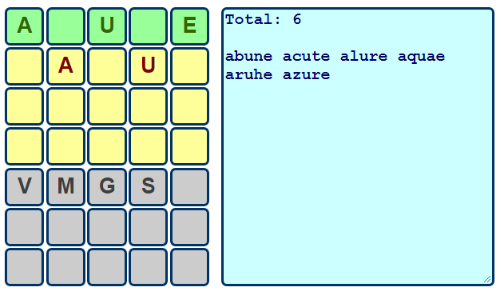 A U E
A U
V M G S
Total: 6
abune acute alure aquae
aruhe azure